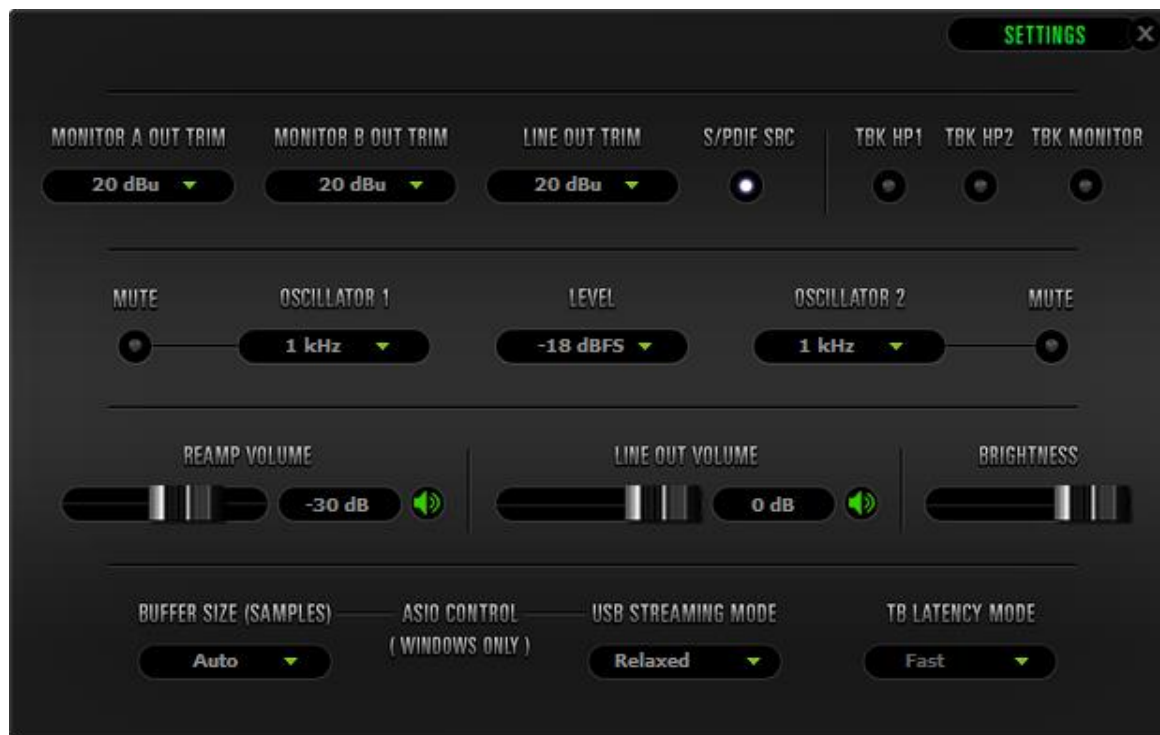 SETTINGS X
MONITOR A OUT TRIM MONITOR B OUT TRIM LINE OUT TRIM S/PDIF SRC TBK HP1 TBK HP2 TBK MONITOR
20 dBu 20 dBu 20 dBu
MUTE OSCILLATOR 1 LEVEL OSCILLATOR 2 MUTE
1 kHz -18 dBFS 1 kHz
REAMP VOLUME LINE OUT VOLUME BRIGHTNESS
-30 dB 0 dB
BUFFER SIZE (SAMPLES) ASIO CONTROL USB STREAMING MODE TB LATENCY MODE
( WINDOWS ONLY )
Auto Relaxed Fast